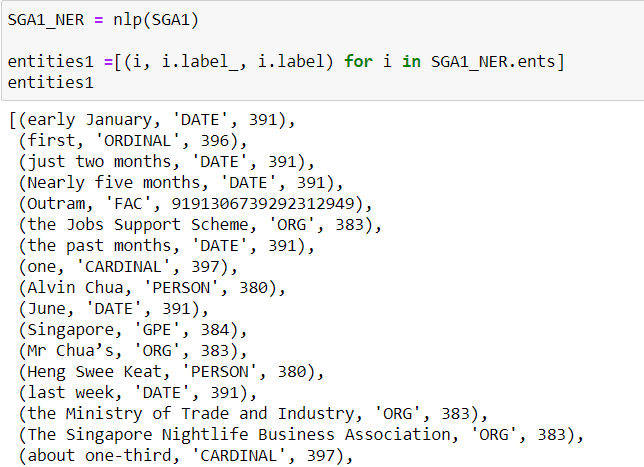 SGA1_NER = nlp(SGA1)
entities1 =[(i, i.label_, i.label) for i in SGA1_NER.ents]
entities1
[(early January, 'DATE', 391),
(first, 'ORDINAL', 396),
(just two months, 'DATE', 391),
(Nearly five months, 'DATE', 391),
(Outram, 'FAC', 9191306739292312949),
(the Jobs Support Scheme, 'ORG', 383),
(the past months, 'DATE', 391),
(one, 'CARDINAL', 397),
(Alvin Chua, 'PERSON', 380),
(June, 'DATE', 391),
(Singapore, 'GPE', 384),
(Mr Chua’s, 'ORG', 383),
(Heng Swee Keat, 'PERSON', 380),
(last week, 'DATE', 391),
(the Ministry of Trade and Industry, 'ORG', 383),
(The Singapore Nightlife Business Association, 'ORG', 383),
(about one-third, 'CARDINAL', 397),